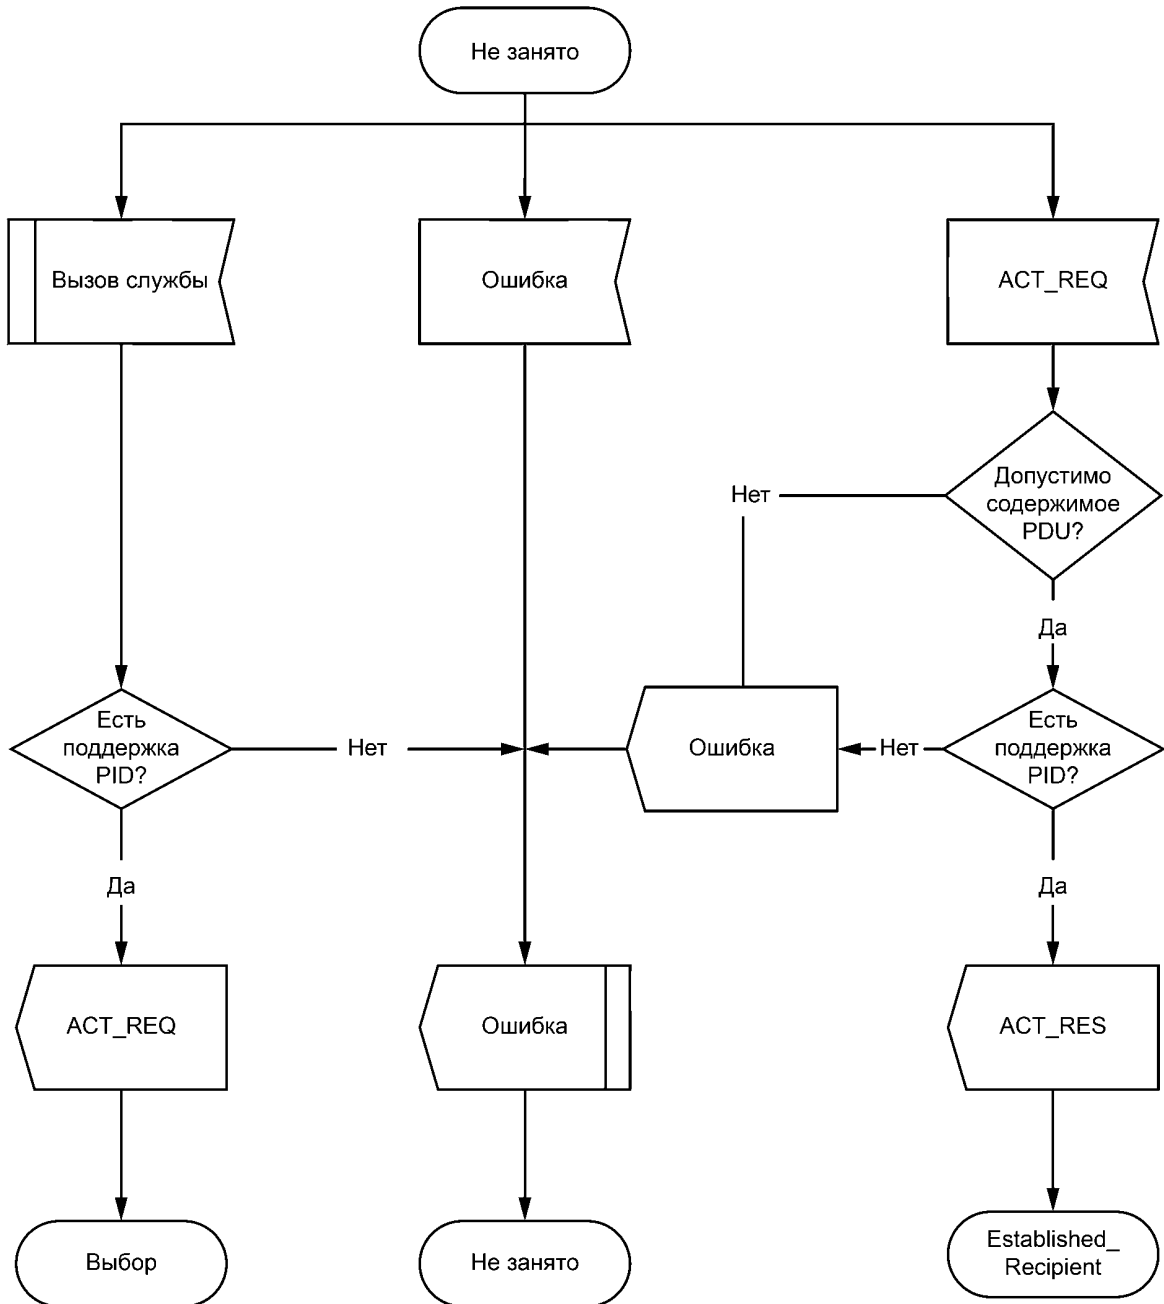 Не занято
Вызов службы
Ошибка
ACT_REQ
Допустимо
содержимое
PDU?
Нет
Да
Есть
поддержка
PID?
Нет
Ошибка
Нет
Есть
поддержка
PID?
Да
Да
ACT_REQ
Ошибка
ACT_RES
Выбор
Не занято
Established_
Recipient